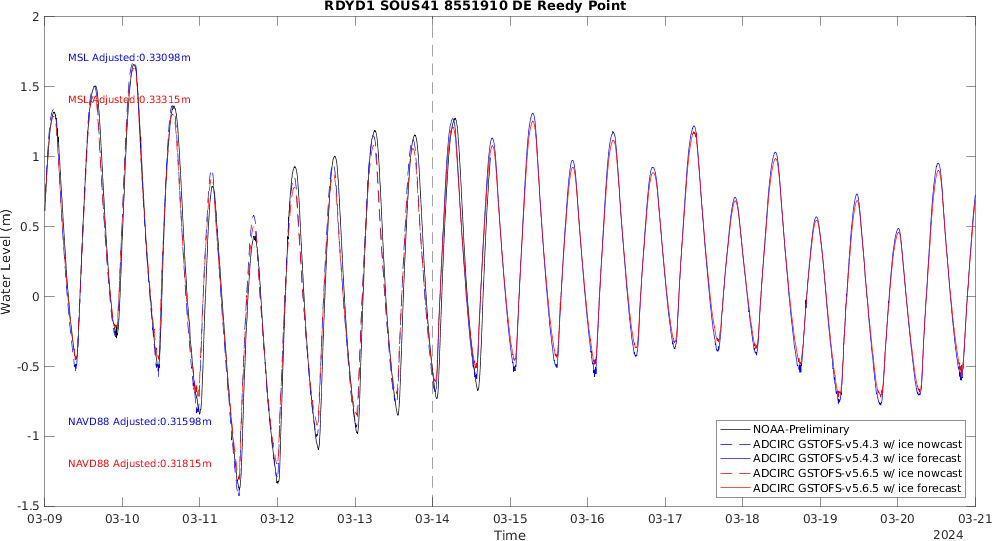 RDYD1 SOUS41 8551910 DE Reedy Point
2
1.5
1
0.5
0
-0.5
-1
-1.5
Water Level (m)
MSL Adjusted:0.33098m
MSL Adjusted:0.33315m
NAVD88 Adjusted:0.31598m
NAVD88 Adjusted:0.31815m
NOAA-Preliminary
ADCIRC GSTOFS-v5.4.3 w/ ice nowcast
ADCIRC GSTOFS-v5.4.3 w/ ice forecast
ADCIRC GSTOFS-v5.6.5 w/ ice nowcast
ADCIRC GSTOFS-v5.6.5 w/ ice forecast
03-09 03-10 03-11 03-12 03-13 03-14 03-15 03-16 03-17 03-18 03-19 03-20 03-21
Time
2024